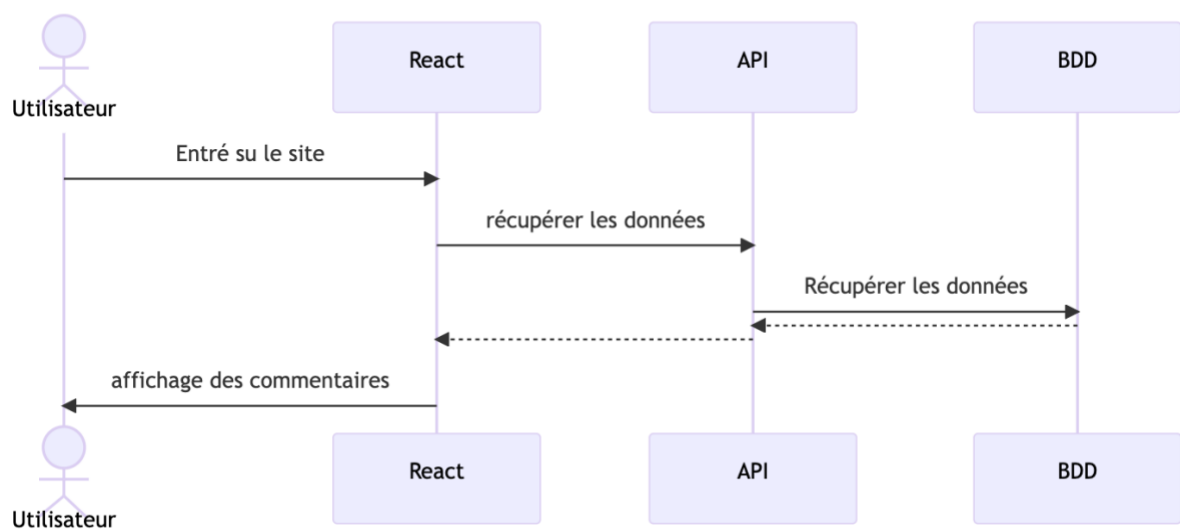 React
API
BDD
Utilisateur
Entré su le site
récupérer les données
Récupérer les données
affichage des commentaires
React
API
BDD
Utilisateur